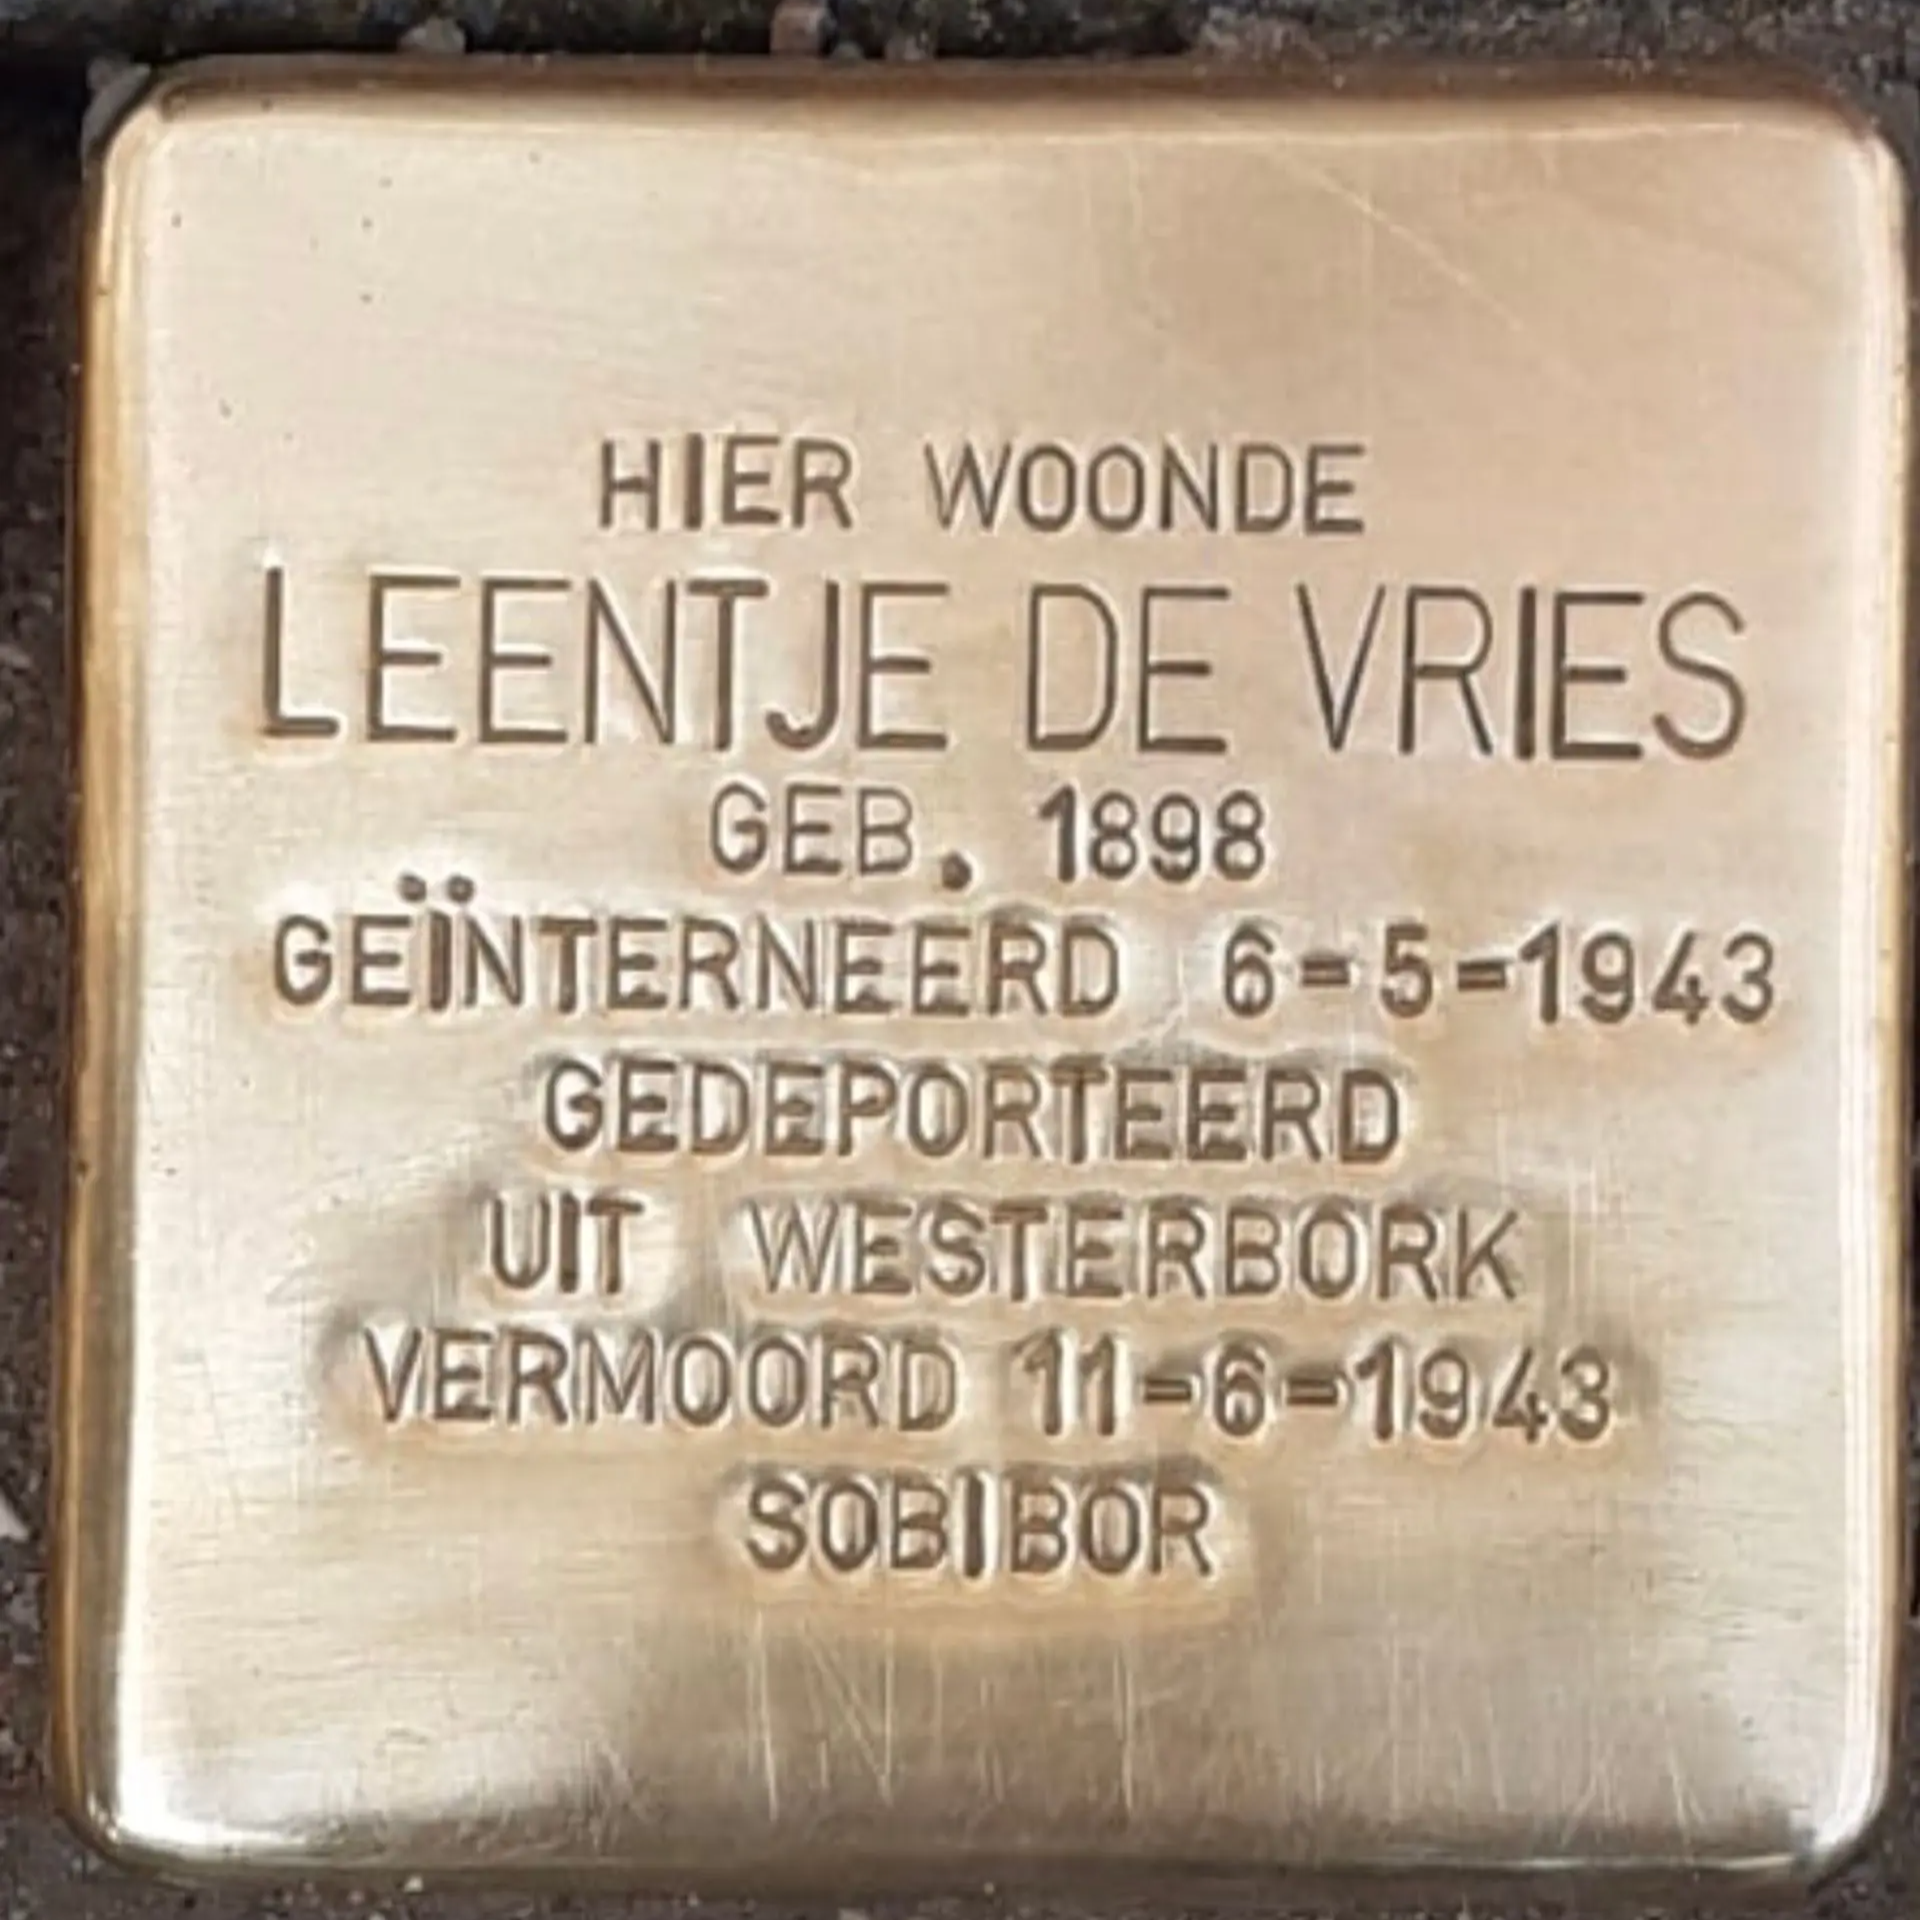 HIER WOONDE
LEENTJE DE VRIES
GEB. 1898
GEÏNTERNEERD 6-5-1943
GEDEPORTEERD
UIT WESTERBORK
VERMOORD 11-6-1943
SOBIBOR